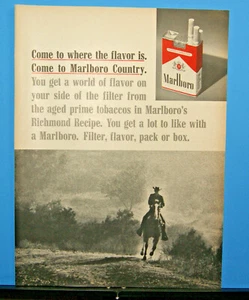 Come to where the flavor is.
Come to Marlboro Country.
You get a world of flavor on
your side of the filter from
the aged prime tobaccos in Marlboro's
Richmond Recipe. You get a lot to like with
a Marlboro. Filter, flavor, pack or box.
Marlboro